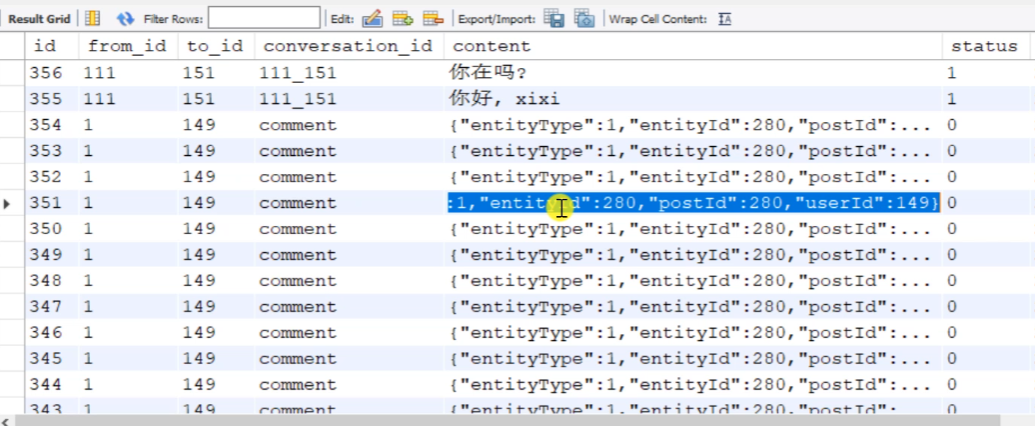 Result Grid Filter Rows: Edit: Export/Import: Wrap Cell Content:
id from_id to_id conversation_id content status
356 111 151 111_151 你在吗? 1
355 111 151 111_151 你好, xixi 1
354 1 149 comment {"entityType":1,"entityId":280,"postId":... 0
353 1 149 comment {"entityType":1,"entityId":280,"postId":... 0
352 1 149 comment {"entityType":1,"entityId":280,"postId":... 0
351 1 149 comment :1,"entityId":280,"postId":280,"userId":149} 0
350 1 149 comment {"entityType":1,"entityId":280,"postId":... 0
349 1 149 comment {"entityType":1,"entityId":280,"postId":... 0
348 1 149 comment {"entityType":1,"entityId":280,"postId":... 0
347 1 149 comment {"entityType":1,"entityId":280,"postId":... 0
346 1 149 comment {"entityType":1,"entityId":280,"postId":... 0
345 1 149 comment {"entityType":1,"entityId":280,"postId":... 0
344 1 149 comment {"entityType":1,"entityId":280,"postId":... 0
343 1 149 comment {"entityType":1,"entityId":280,"postId": 0